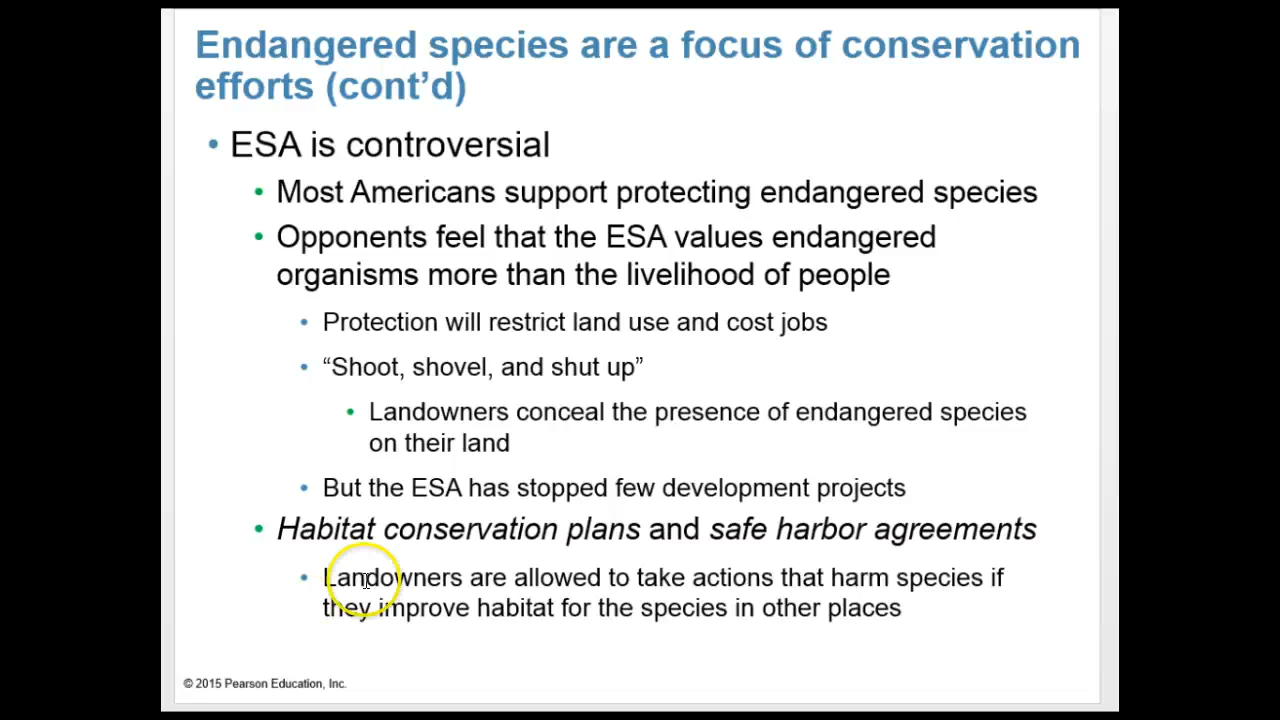 Endangered species are a focus of conservation
efforts (cont’d)
• ESA is controversial
• Most Americans support protecting endangered species
• Opponents feel that the ESA values endangered
organisms more than the livelihood of people
• Protection will restrict land use and cost jobs
• “Shoot, shovel, and shut up”
• Landowners conceal the presence of endangered species
on their land
• But the ESA has stopped few development projects
• Habitat conservation plans and safe harbor agreements
• Landowners are allowed to take actions that harm species if
they improve habitat for the species in other places
© 2015 Pearson Education, Inc.